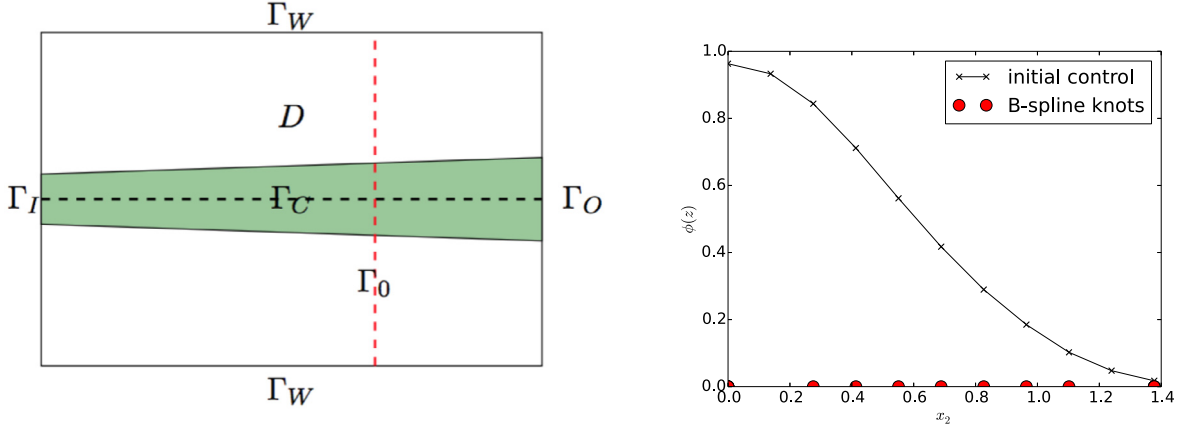 Γ_W
D
Γ_I
Γ_C
Γ_O
Γ_0
Γ_W
1.0
0.8
0.6
0.4
0.2
0.0
ϕ(z)
initial control
B-spline knots
0.0 0.2 0.4 0.6 0.8 1.0 1.2 1.4
x_2